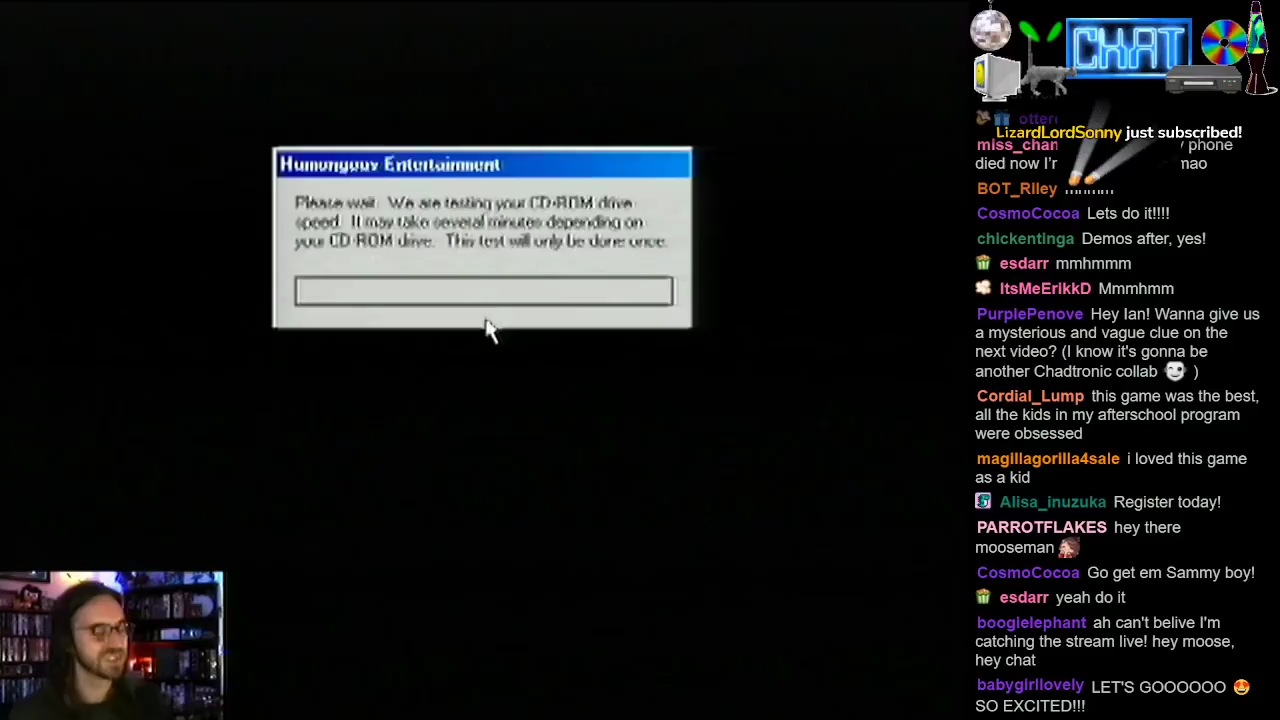 Humongous Entertainment
Please wait. We are testing your CD-ROM drive
speed. It may take several minutes depending on
your CD-ROM drive. This test will only be done once.
CHAT
LizardLordSonny just subscribed!
phone
died now I'
mao
BOT_RIley
CosmoCocoa Lets do it!!!!
chickentinga Demos after, yes!
esdarr mmhmmm
ItsMeErikkD Mmmhmm
PurplePenove Hey Ian! Wanna give us
a mysterious and vague clue on the
next video? (I know it's gonna be
another Chadtronic collab )
Cordial_Lump this game was the best,
all the kids in my afterschool program
were obsessed
magillagorilla4sale i loved this game
as a kid
Alisa_inuzuka Register today!
PARROTFLAKES hey there
mooseman
CosmoCocoa Go get em Sammy boy!
esdarr yeah do it
boogielephant ah can't belive I'm
catching the stream live! hey moose,
hey chat
babygirllovely LET'S GOOOOOO
SO EXCITED!!!